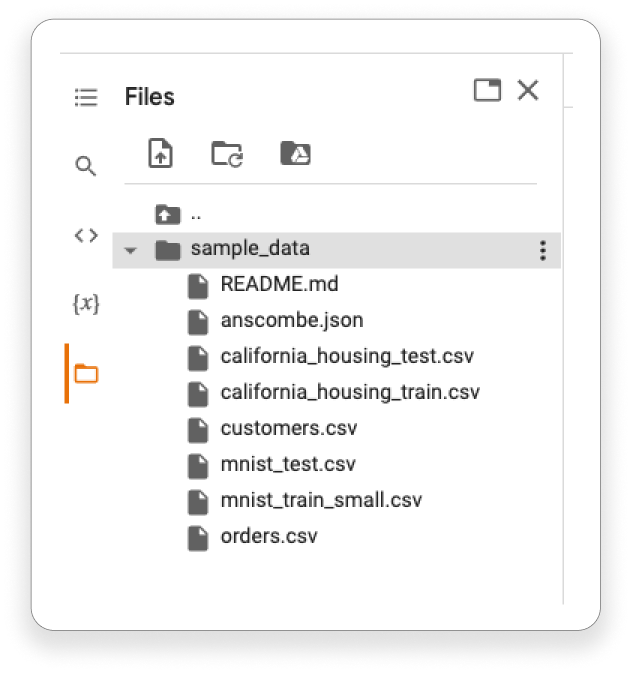 Files
..
sample_data
README.md
anscombe.json
california_housing_test.csv
california_housing_train.csv
customers.csv
mnist_test.csv
mnist_train_small.csv
orders.csv
{x}